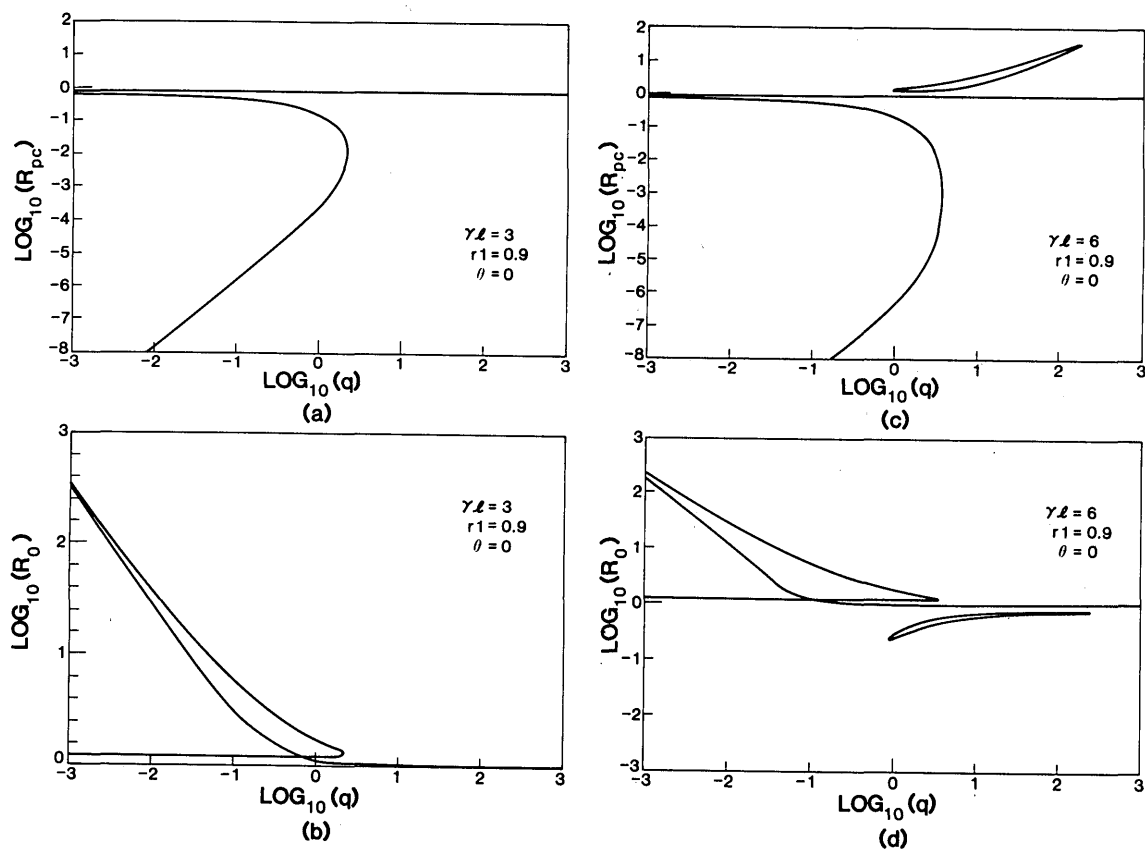 LOG₁₀(Rpc)
2
1
0
−1
−2
−3
−4
−5
−6
−7
−8
γℓ = 3
r1 = 0.9
θ = 0
−3 −2 −1 0 1 2 3
LOG₁₀(q)
(a)
LOG₁₀(Rpc)
2
1
0
−1
−2
−3
−4
−5
−6
−7
−8
γℓ = 6
r1 = 0.9
θ = 0
−3 −2 −1 0 1 2 3
LOG₁₀(q)
(c)
LOG₁₀(R₀)
3
2
1
0
γℓ = 3
r1 = 0.9
θ = 0
−3 −2 −1 0 1 2 3
LOG₁₀(q)
(b)
LOG₁₀(R₀)
3
2
1
0
−1
−2
−3
γℓ = 6
r1 = 0.9
θ = 0
−3 −2 −1 0 1 2 3
LOG₁₀(q)
(d)